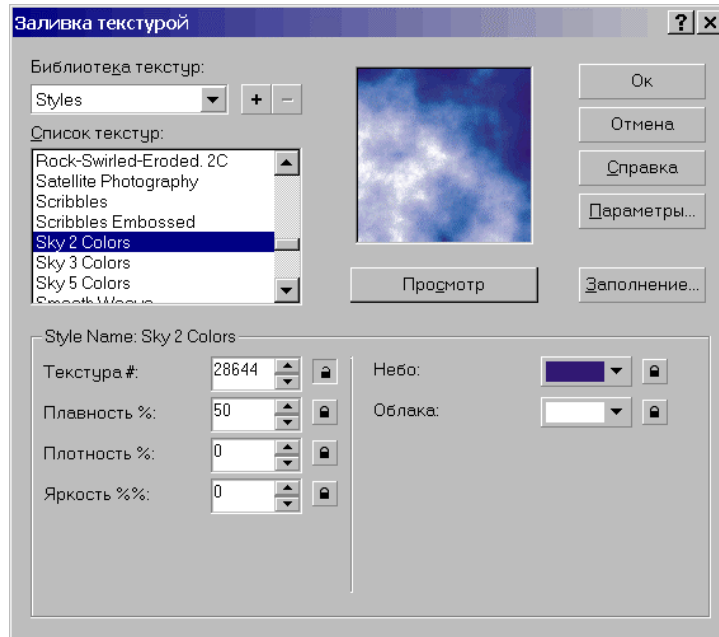 Заливка текстурой
Библиотека текстур:
Styles
Список текстур:
Rock-Swirled-Eroded. 2C
Satellite Photography
Scribbles
Scribbles Embossed
Sky 2 Colors
Sky 3 Colors
Sky 5 Colors
Smooth Weave
Ок
Отмена
Справка
Параметры...
Просмотр
Заполнение...
Style Name: Sky 2 Colors
Текстура #: 28644
Плавность %: 50
Плотность %: 0
Яркость %%: 0
Небо:
Облака: